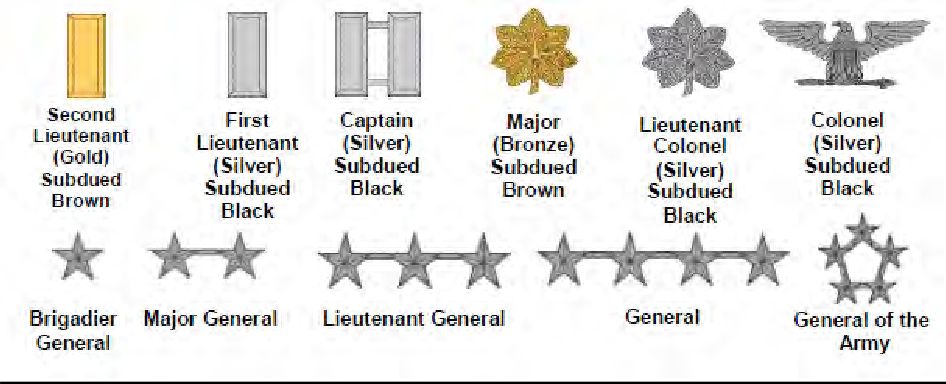 Second
Lieutenant
(Gold)
Subdued
Brown
First
Lieutenant
(Silver)
Subdued
Black
Captain
(Silver)
Subdued
Black
Major
(Bronze)
Subdued
Brown
Lieutenant
Colonel
(Silver)
Subdued
Black
Colonel
(Silver)
Subdued
Black
Brigadier
General
Major General
Lieutenant General
General
General of the
Army